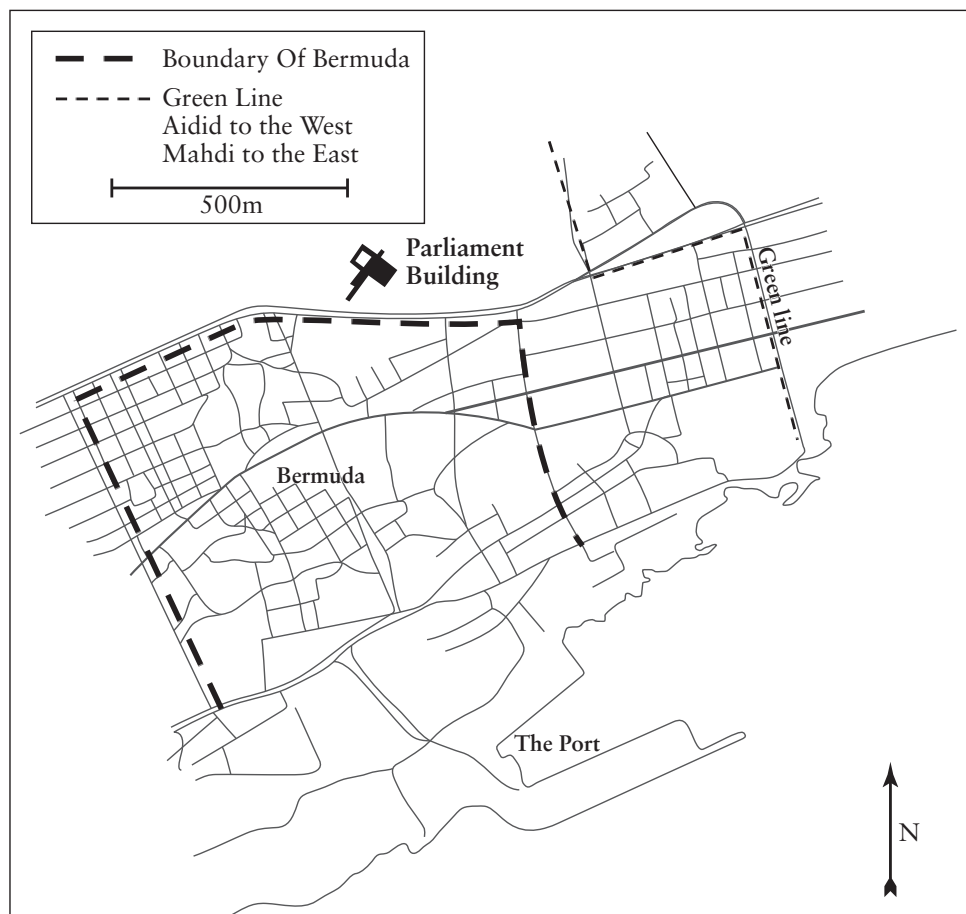 Boundary Of Bermuda
Green Line
Aidid to the West
Mahdi to the East
500m
Parliament
Building
Green line
Bermuda
The Port
N